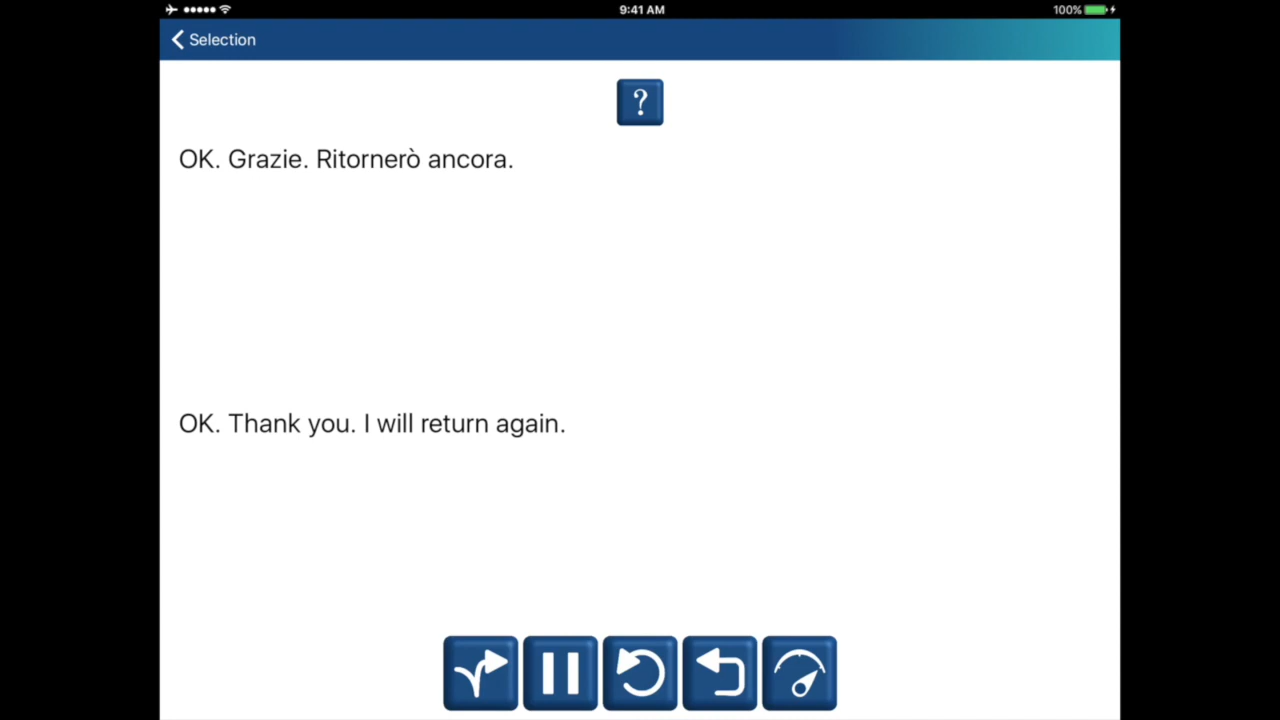 9:41 AM
100%
Selection
?
OK. Grazie. Ritornerò ancora.
OK. Thank you. I will return again.